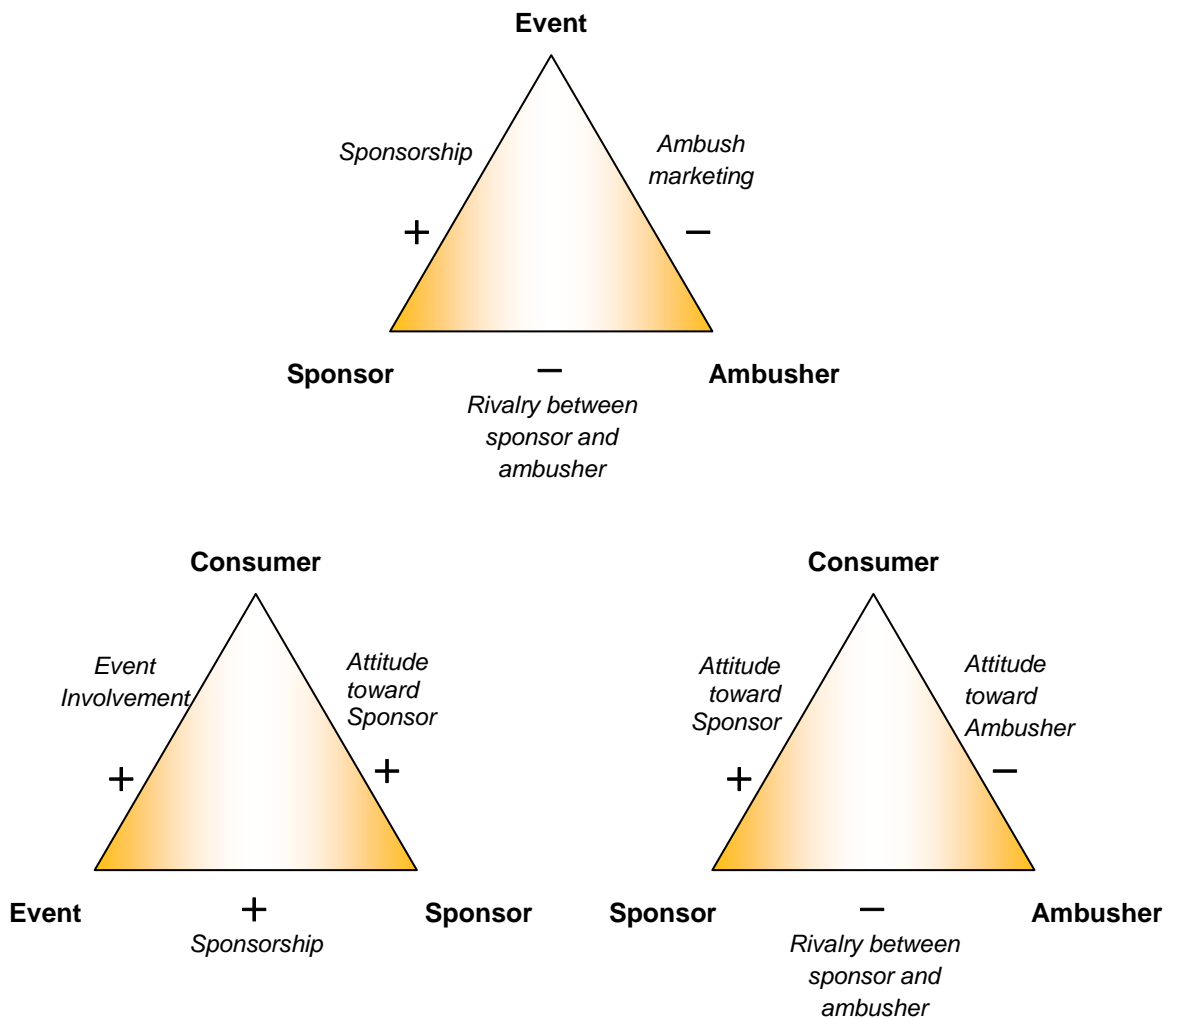 Event
Sponsorship
Ambush
marketing
+
−
Sponsor
−
Ambusher
Rivalry between
sponsor and
ambusher
Consumer
Event
Involvement
Attitude
toward
Sponsor
+
+
Event
+
Sponsor
Sponsorship
Consumer
Attitude
toward
Sponsor
Attitude
toward
Ambusher
+
−
Sponsor
−
Ambusher
Rivalry between
sponsor and
ambusher